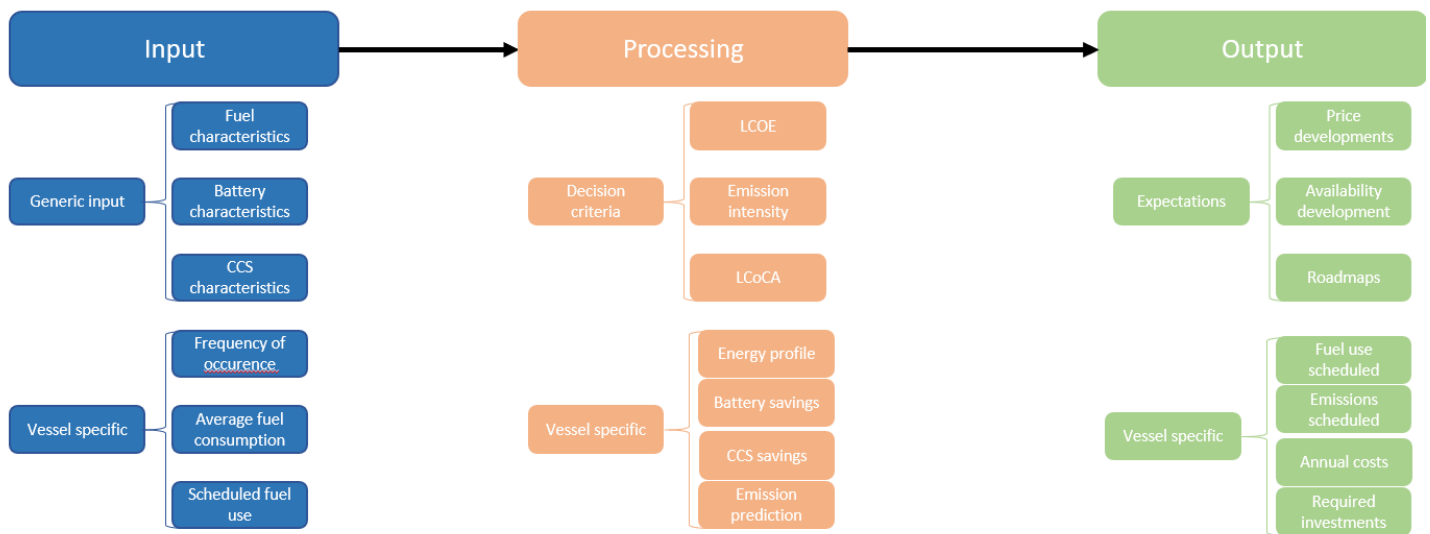 Input
Processing
Output
Fuel
characteristics
Generic input
Battery
characteristics
CCS
characteristics
Frequency of
occurence
Vessel specific
Average fuel
consumption
Scheduled fuel
use
LCOE
Decision
criteria
Emission
intensity
LCoCA
Energy profile
Battery savings
Vessel specific
CCS savings
Emission
prediction
Price
developments
Expectations
Availability
development
Roadmaps
Fuel use
scheduled
Emissions
scheduled
Vessel specific
Annual costs
Required
investments